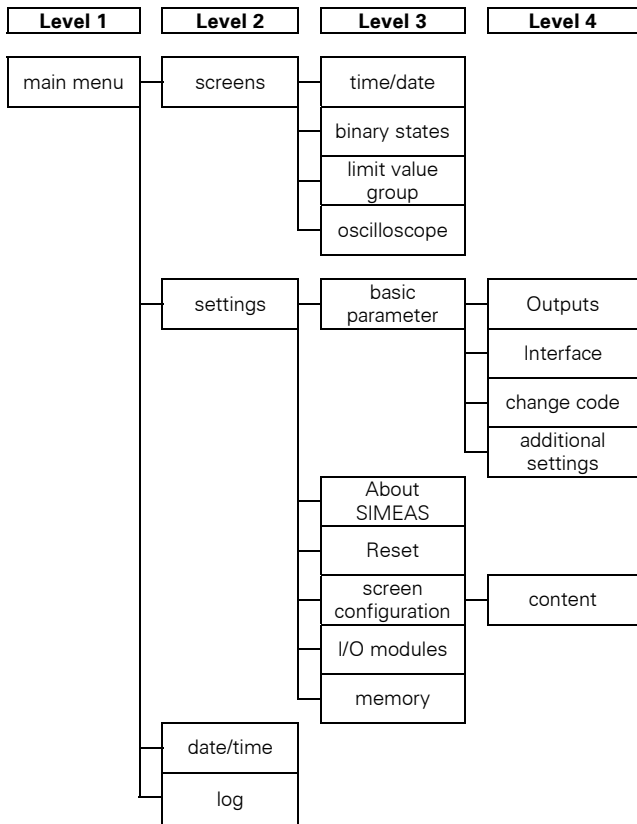 Level 1 Level 2 Level 3 Level 4
main menu screens time/date
binary states
limit value
group
oscilloscope
settings basic
parameter Outputs
Interface
change code
additional
settings
About
SIMEAS
Reset
screen
configuration content
I/O modules
memory
date/time
log